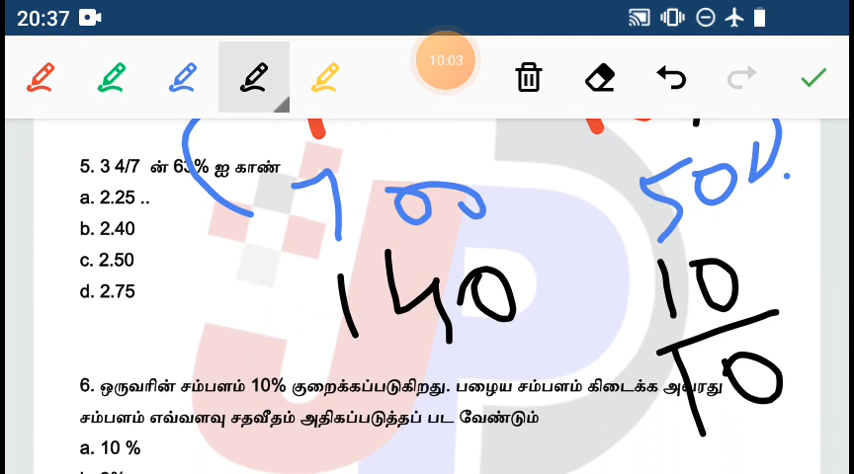 20:37
10:03
5. 3 4/7 ன் 63% ஐ காண்
a. 2.25 ..
100
50%.
b. 2.40
c. 2.50
140
10
d. 2.75
10
6. ஒருவரின் சம்பளம் 10% குறைக்கப்படுகிறது. பழைய சம்பளம் கிடைக்க அவரது
சம்பளம் எவ்வளவு சதவீதம் அதிகப்படுத்தப் பட வேண்டும்
a. 10 %